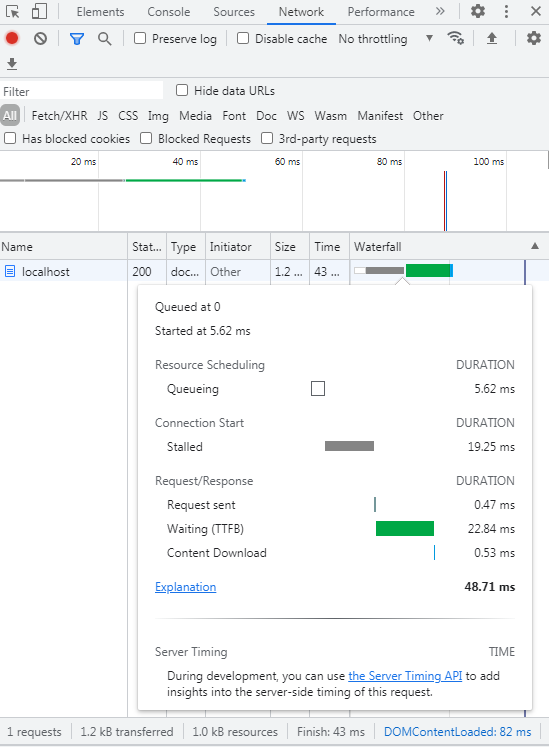 Elements Console Sources Network Performance »
Preserve log Disable cache No throttling
Filter Hide data URLs
All Fetch/XHR JS CSS Img Media Font Doc WS Wasm Manifest Other
Has blocked cookies Blocked Requests 3rd-party requests
20 ms 40 ms 60 ms 80 ms 100 ms
Name Stat... Type Initiator Size Time Waterfall
localhost 200 doc... Other 1.2 ... 43 ...
Queued at 0
Started at 5.62 ms
Resource Scheduling DURATION
Queueing 5.62 ms
Connection Start DURATION
Stalled 19.25 ms
Request/Response DURATION
Request sent 0.47 ms
Waiting (TTFB) 22.84 ms
Content Download 0.53 ms
Explanation 48.71 ms
Server Timing TIME
During development, you can use the Server Timing API to add
insights into the server-side timing of this request.
1 requests 1.2 kB transferred 1.0 kB resources Finish: 43 ms DOMContentLoaded: 82 ms